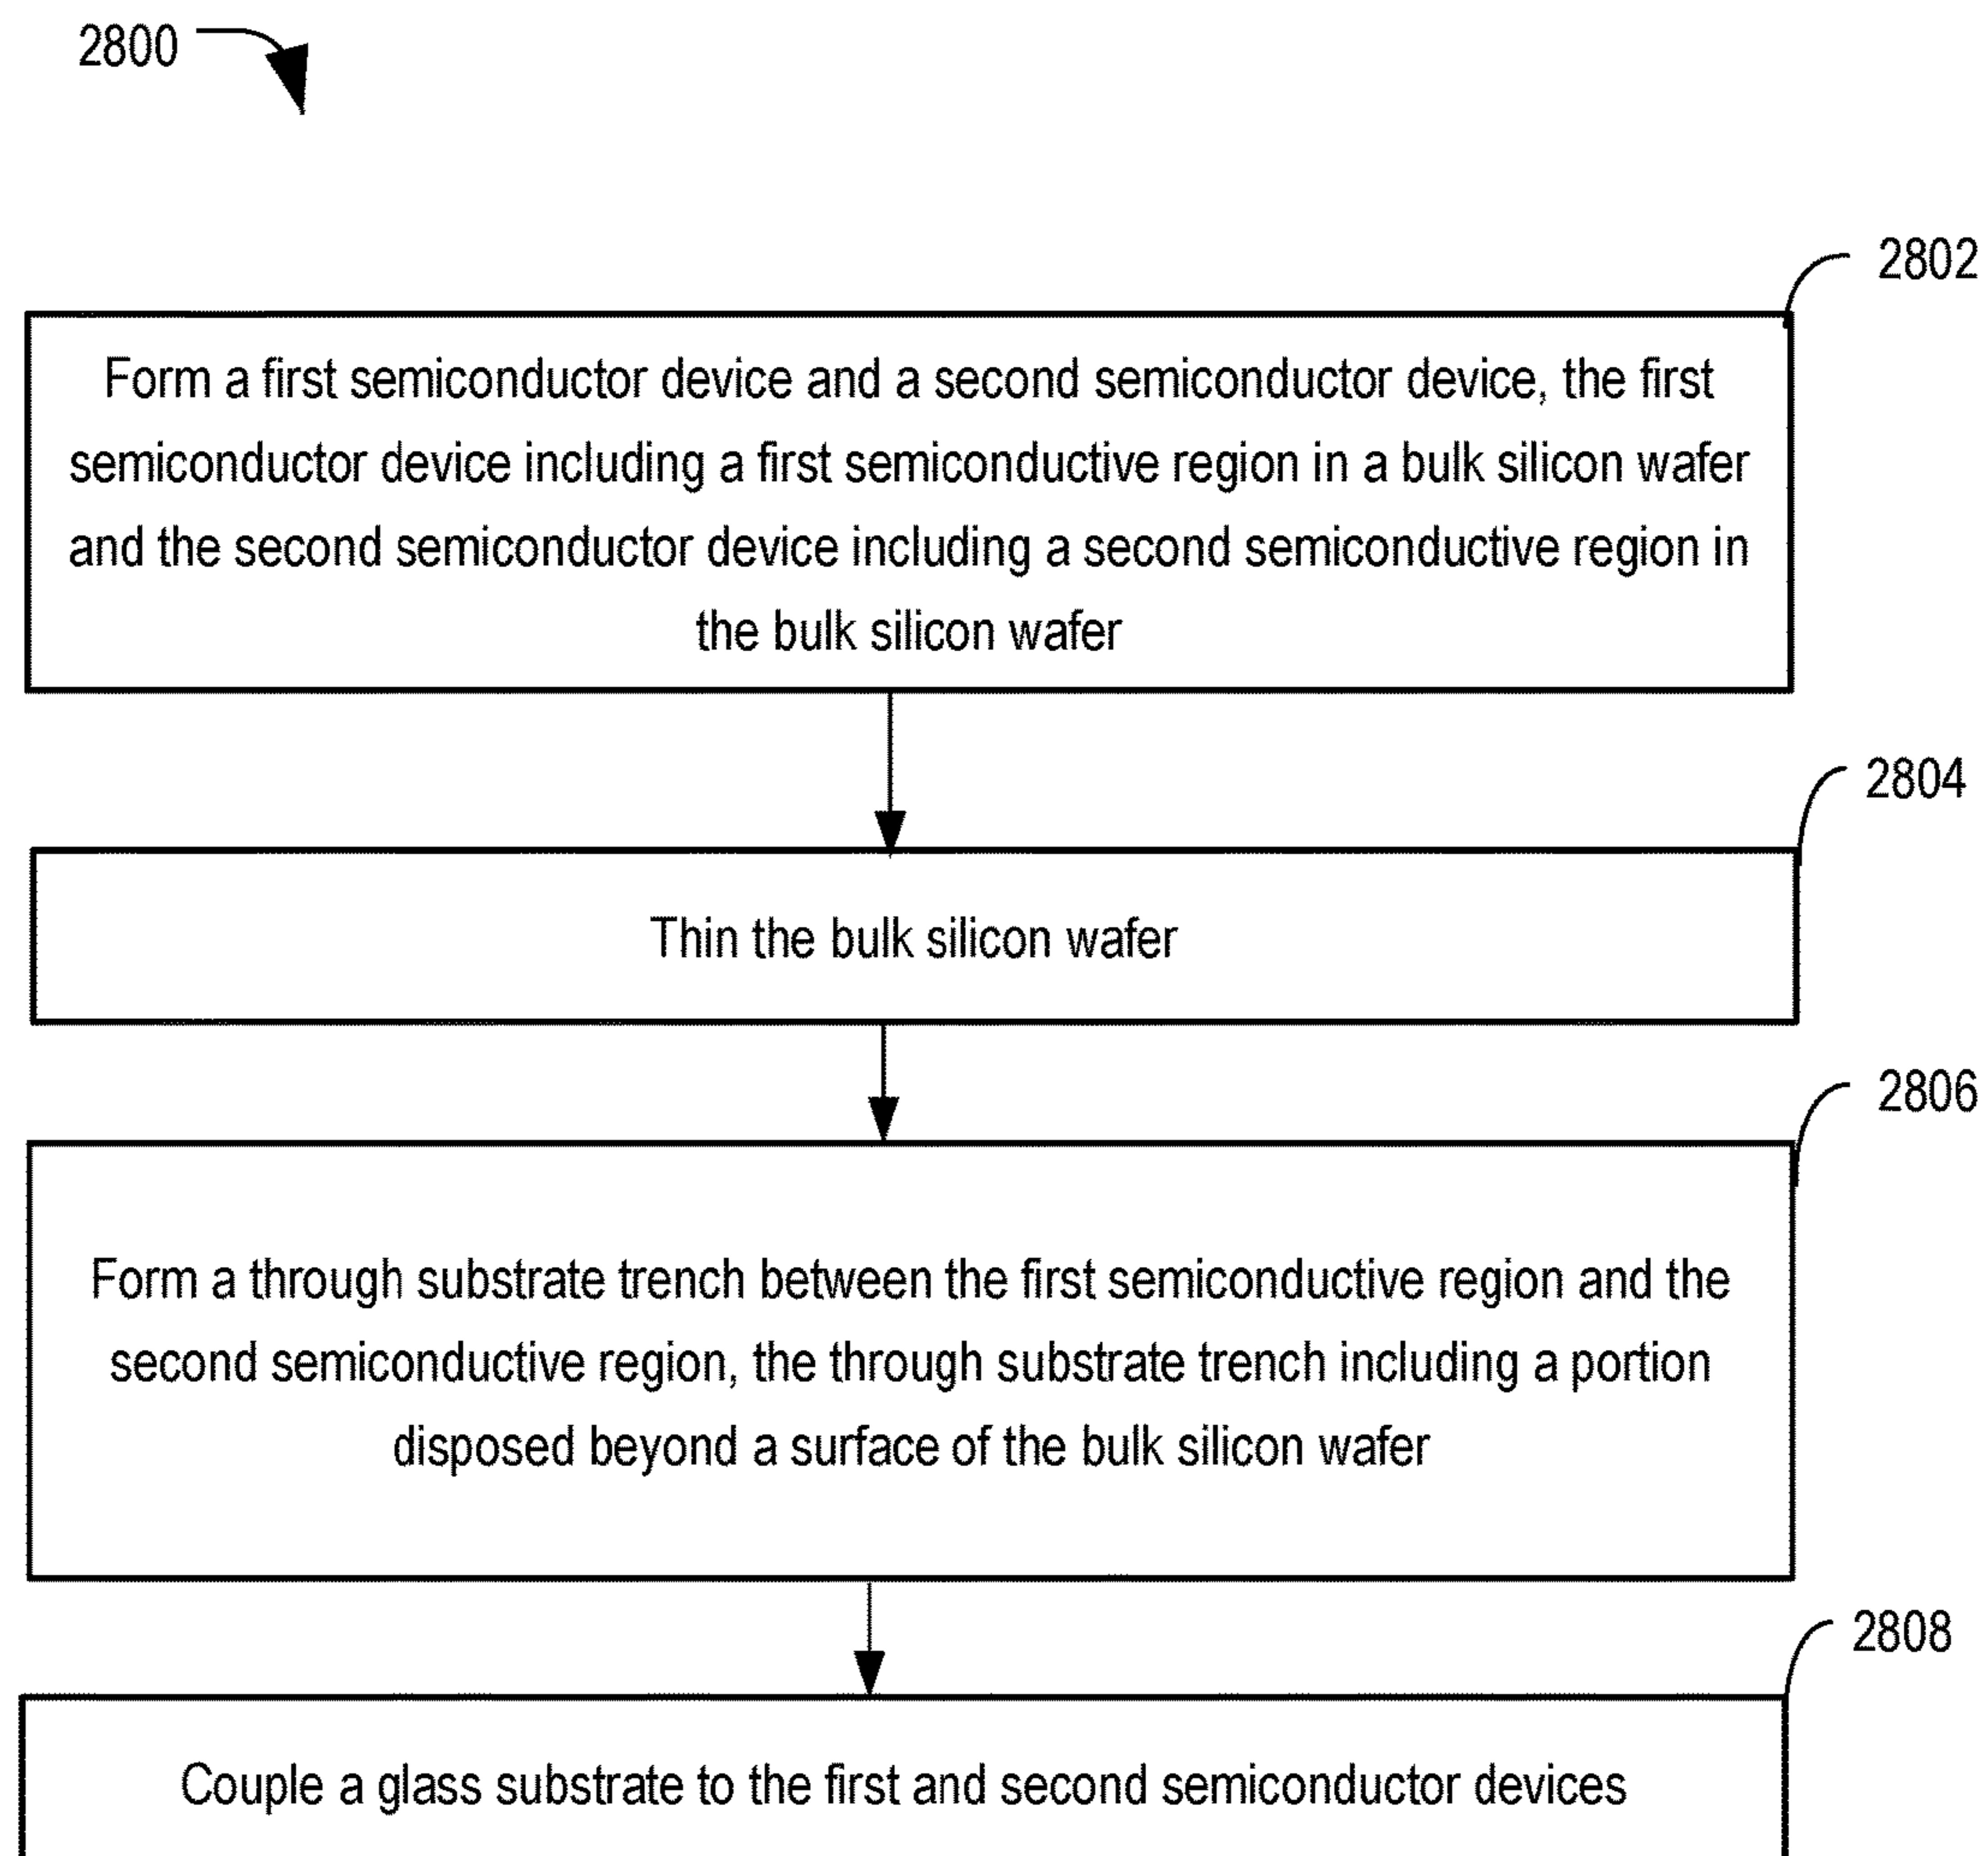 2800
2802
Form a first semiconductor device and a second semiconductor device, the first
semiconductor device including a first semiconductive region in a bulk silicon wafer
and the second semiconductor device including a second semiconductive region in
the bulk silicon wafer
2804
Thin the bulk silicon wafer
2806
Form a through substrate trench between the first semiconductive region and the
second semiconductive region, the through substrate trench including a portion
disposed beyond a surface of the bulk silicon wafer
2808
Couple a glass substrate to the first and second semiconductor devices